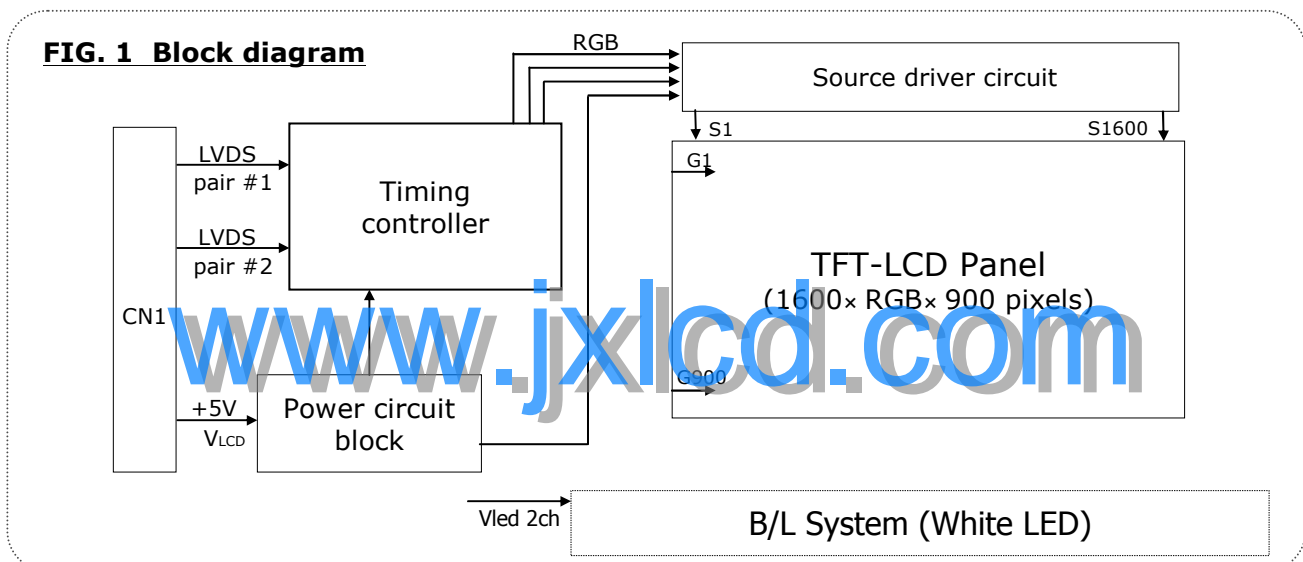 FIG. 1 Block diagram
RGB
Source driver circuit
S1
S1600
LVDS
pair #1
Timing
controller
G1
LVDS
pair #2
TFT-LCD Panel
(1600× RGB× 900 pixels)
CN1
www.jxlcd.com
G900
+5V
VLCD
Power circuit
block
Vled 2ch
B/L System (White LED)